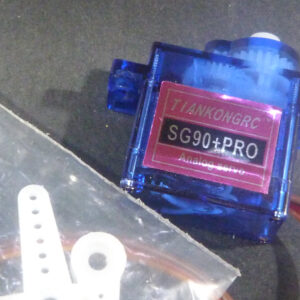 TIANKONGRC
SG90+PRO
Analog servo